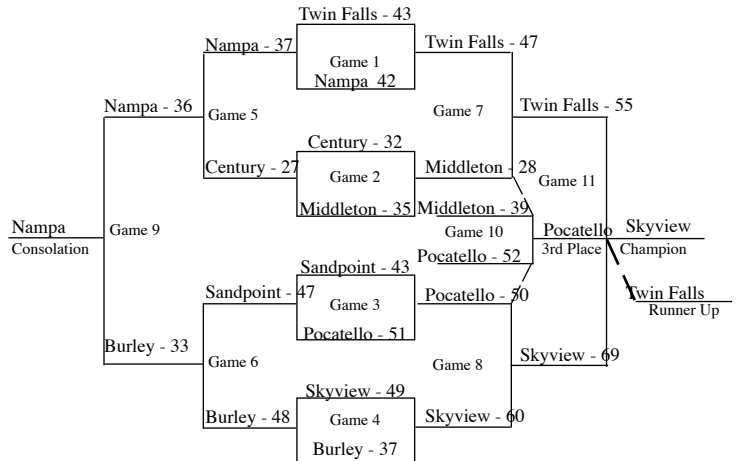 Twin Falls - 43
Nampa - 37
Twin Falls - 47
Game 1
Nampa 42
Nampa - 36
Game 5
Game 7
Twin Falls - 55
Century - 32
Century - 27
Game 2
Middleton - 28
Game 11
Middleton - 35
Middleton - 39
Nampa
Game 9
Game 10
Pocatello
Skyview
Consolation
3rd Place
Champion
Pocatello - 52
Sandpoint - 43
Sandpoint - 47
Game 3
Pocatello - 50
Twin Falls
Runner Up
Pocatello - 51
Burley - 33
Game 6
Game 8
Skyview - 69
Skyview - 49
Burley - 48
Game 4
Skyview - 60
Burley - 37